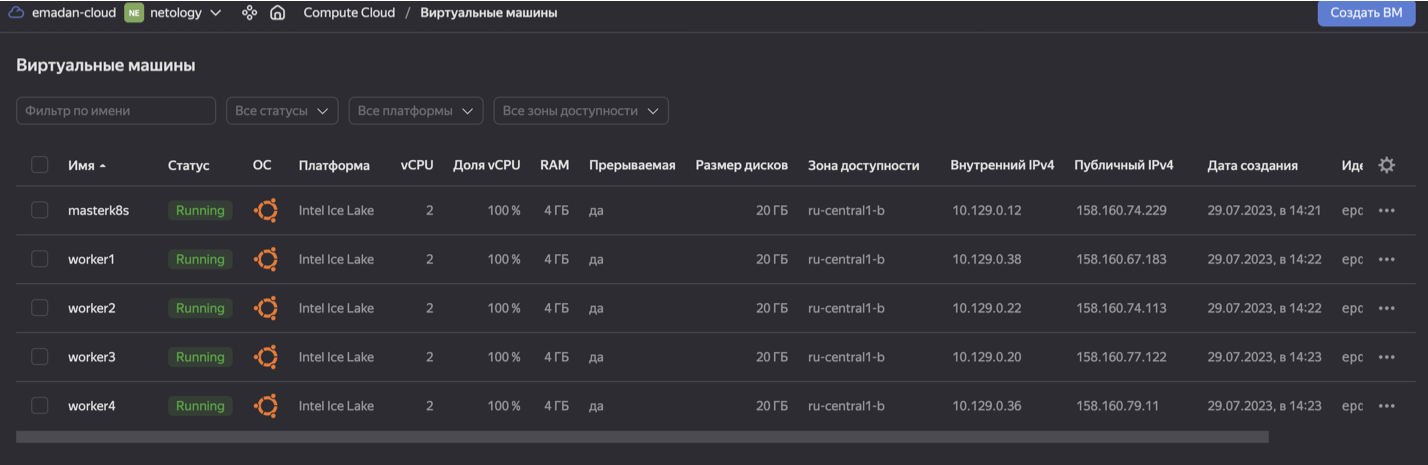 emadan-cloud NE netology Compute Cloud / Виртуальные машины Создать ВМ
Виртуальные машины
Фильтр по имени Все статусы Все платформы Все зоны доступности
Имя Статус ОС Платформа vCPU Доля vCPU RAM Прерываемая Размер дисков Зона доступности Внутренний IPv4 Публичный IPv4 Дата создания Иде
masterk8s Running Intel Ice Lake 2 100 % 4 ГБ да 20 ГБ ru-central1-b 10.129.0.12 158.160.74.229 29.07.2023, в 14:21 epc
worker1 Running Intel Ice Lake 2 100 % 4 ГБ да 20 ГБ ru-central1-b 10.129.0.38 158.160.67.183 29.07.2023, в 14:22 epc
worker2 Running Intel Ice Lake 2 100 % 4 ГБ да 20 ГБ ru-central1-b 10.129.0.22 158.160.74.113 29.07.2023, в 14:22 epc
worker3 Running Intel Ice Lake 2 100 % 4 ГБ да 20 ГБ ru-central1-b 10.129.0.20 158.160.77.122 29.07.2023, в 14:23 epc
worker4 Running Intel Ice Lake 2 100 % 4 ГБ да 20 ГБ ru-central1-b 10.129.0.36 158.160.79.11 29.07.2023, в 14:23 epc